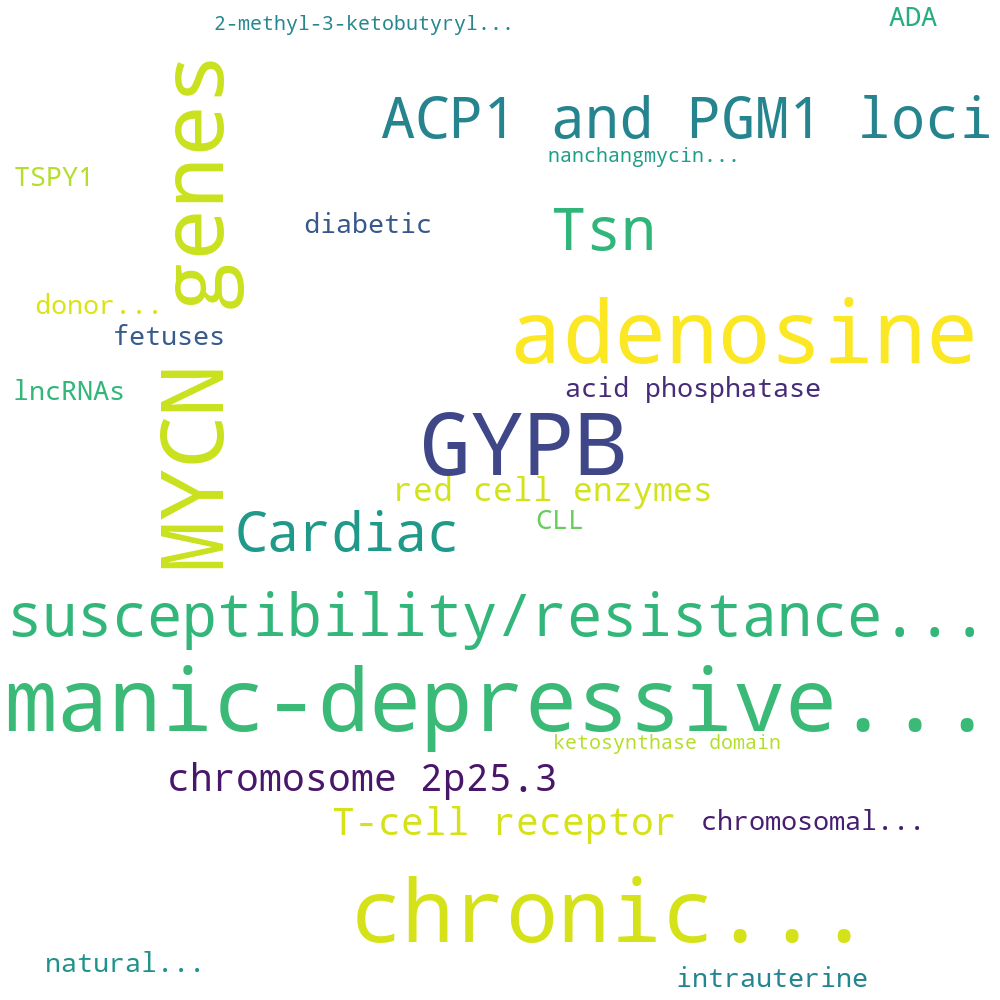 2-methyl-3-ketobutyryl...
ADA
ACP1 and PGM1 loci
nanchangmycin...
TSPY1
MYCN genes
diabetic
Tsn
donor...
adenosine
fetuses
lncRNAs
acid phosphatase
GYPB
red cell enzymes
Cardiac
CLL
susceptibility/resistance...
manic-depressive...
ketosynthase domain
chromosome 2p25.3
T-cell receptor
chromosomal...
chronic...
natural...
intrauterine